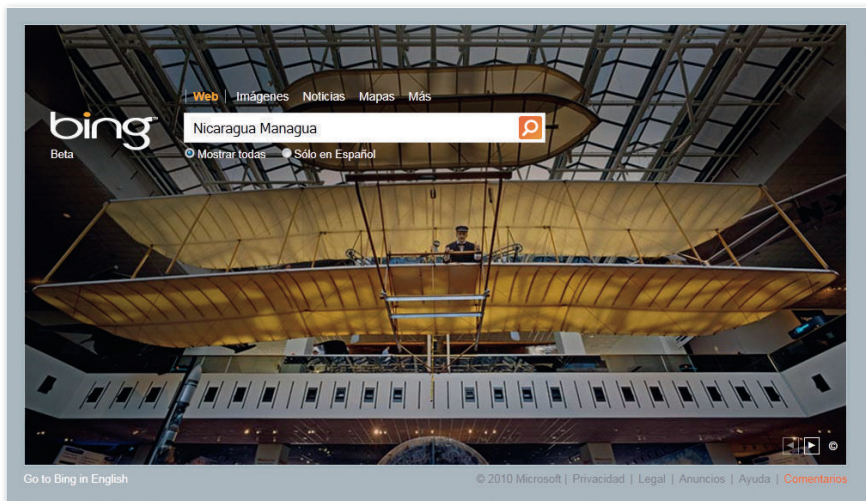 Web | Imágenes Noticias Mapas Más
bing™
Nicaragua Managua
Beta
Mostrar todas Sólo en Español
©
Go to Bing in English
© 2010 Microsoft | Privacidad | Legal | Anuncios | Ayuda | Comentarios